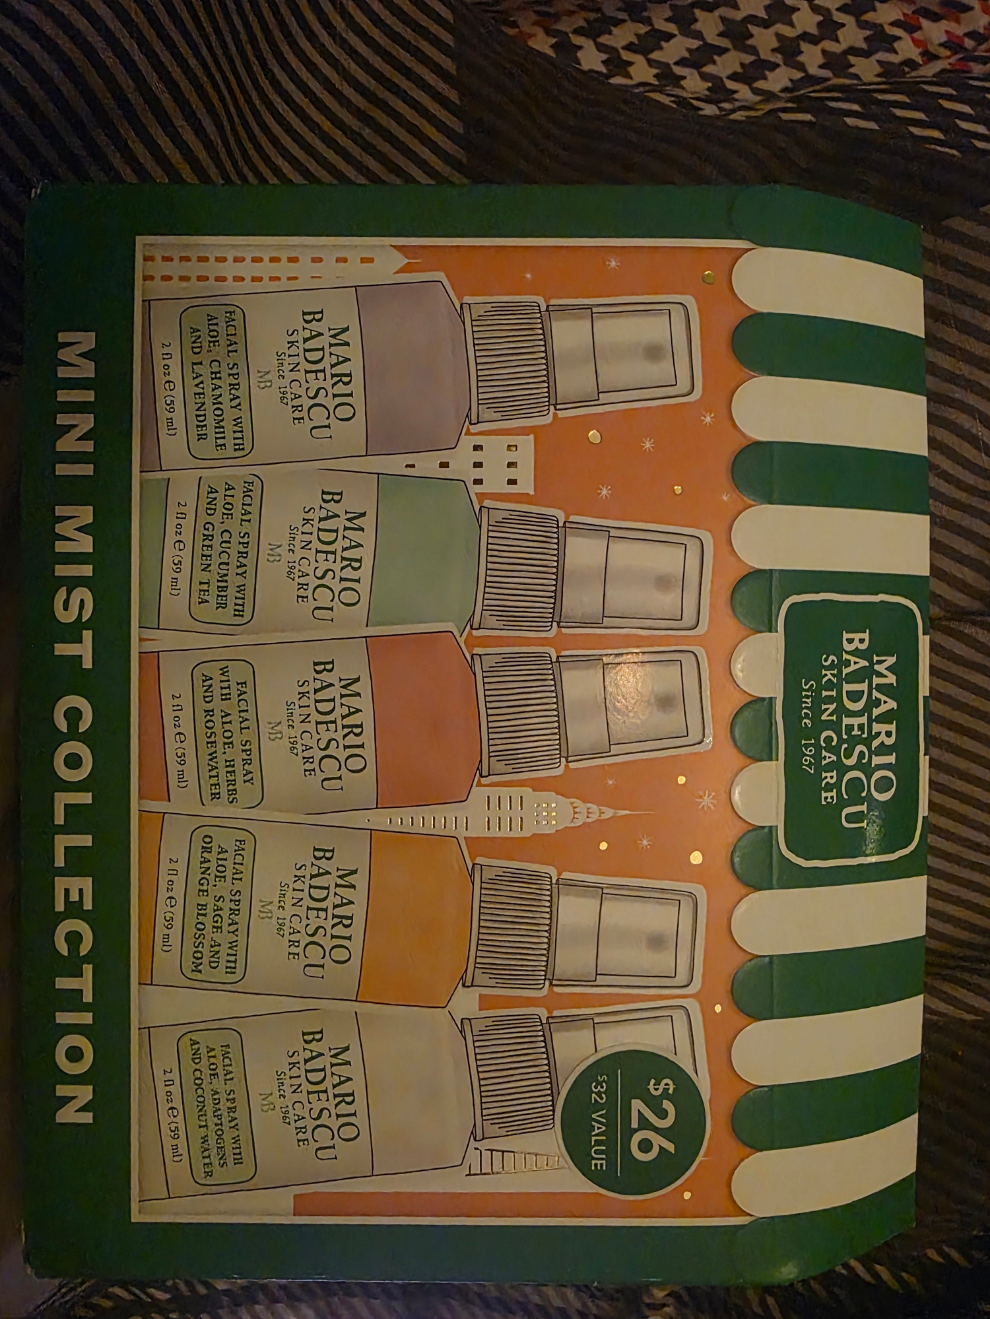 MARIO
BADESCU
SKIN CARE
Since 1967
MARIO
BADESCU
SKIN CARE
Since 1967
MB
FACIAL SPRAY WITH
ALOE, CHAMOMILE
AND LAVENDER
2 fl oz ℮ (59 ml)
MARIO
BADESCU
SKIN CARE
Since 1967
MB
FACIAL SPRAY WITH
ALOE, CUCUMBER
AND GREEN TEA
2 fl oz ℮ (59 ml)
MARIO
BADESCU
SKIN CARE
Since 1967
MB
FACIAL SPRAY
WITH ALOE, HERBS
AND ROSEWATER
2 fl oz ℮ (59 ml)
MARIO
BADESCU
SKIN CARE
Since 1967
MB
FACIAL SPRAY WITH
ALOE, SAGE AND
ORANGE BLOSSOM
2 fl oz ℮ (59 ml)
MARIO
BADESCU
SKIN CARE
Since 1967
MB
FACIAL SPRAY WITH
ALOE, ADAPTOGENS
AND COCONUT WATER
2 fl oz ℮ (59 ml)
$26
$32 VALUE
MINI MIST COLLECTION